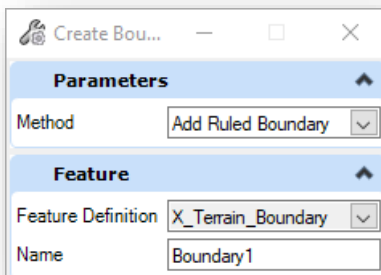 Create Bou...
Parameters
Method Add Ruled Boundary
Feature
Feature Definition X_Terrain_Boundary
Name Boundary1